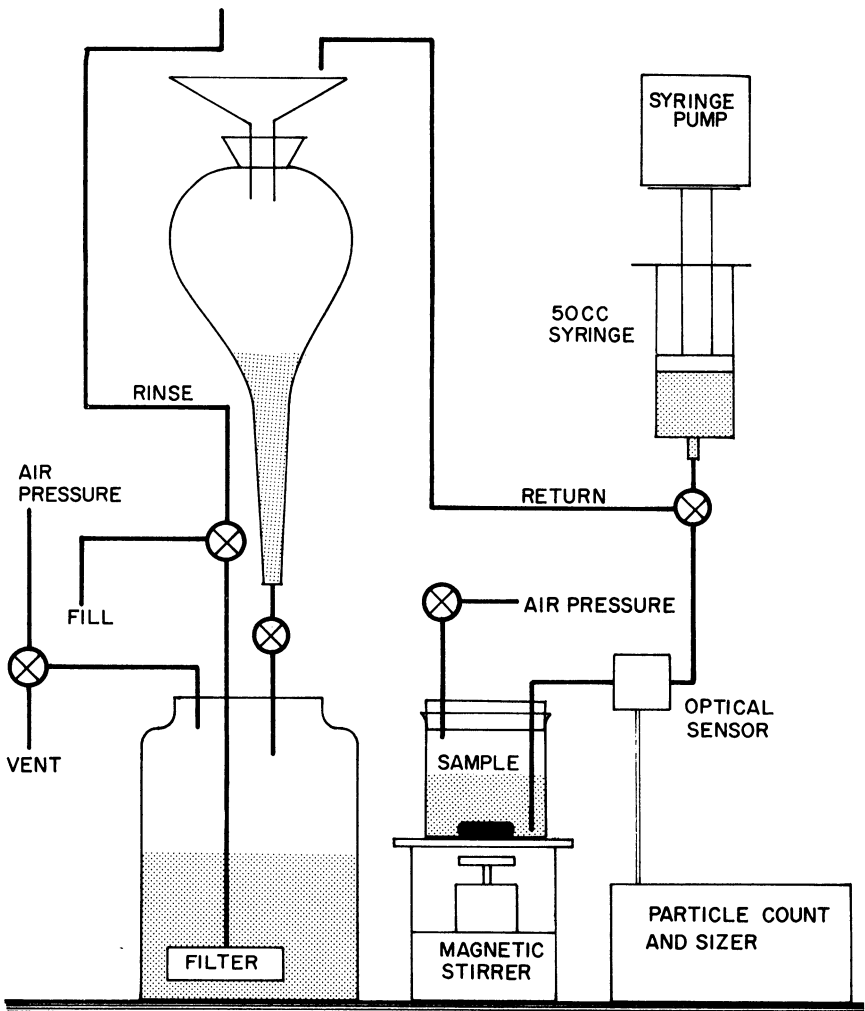 SYRINGE
PUMP
50CC
SYRINGE
RINSE
AIR
PRESSURE
RETURN
FILL
AIR PRESSURE
OPTICAL
SENSOR
VENT
SAMPLE
PARTICLE COUNT
AND SIZER
MAGNETIC
STIRRER
FILTER